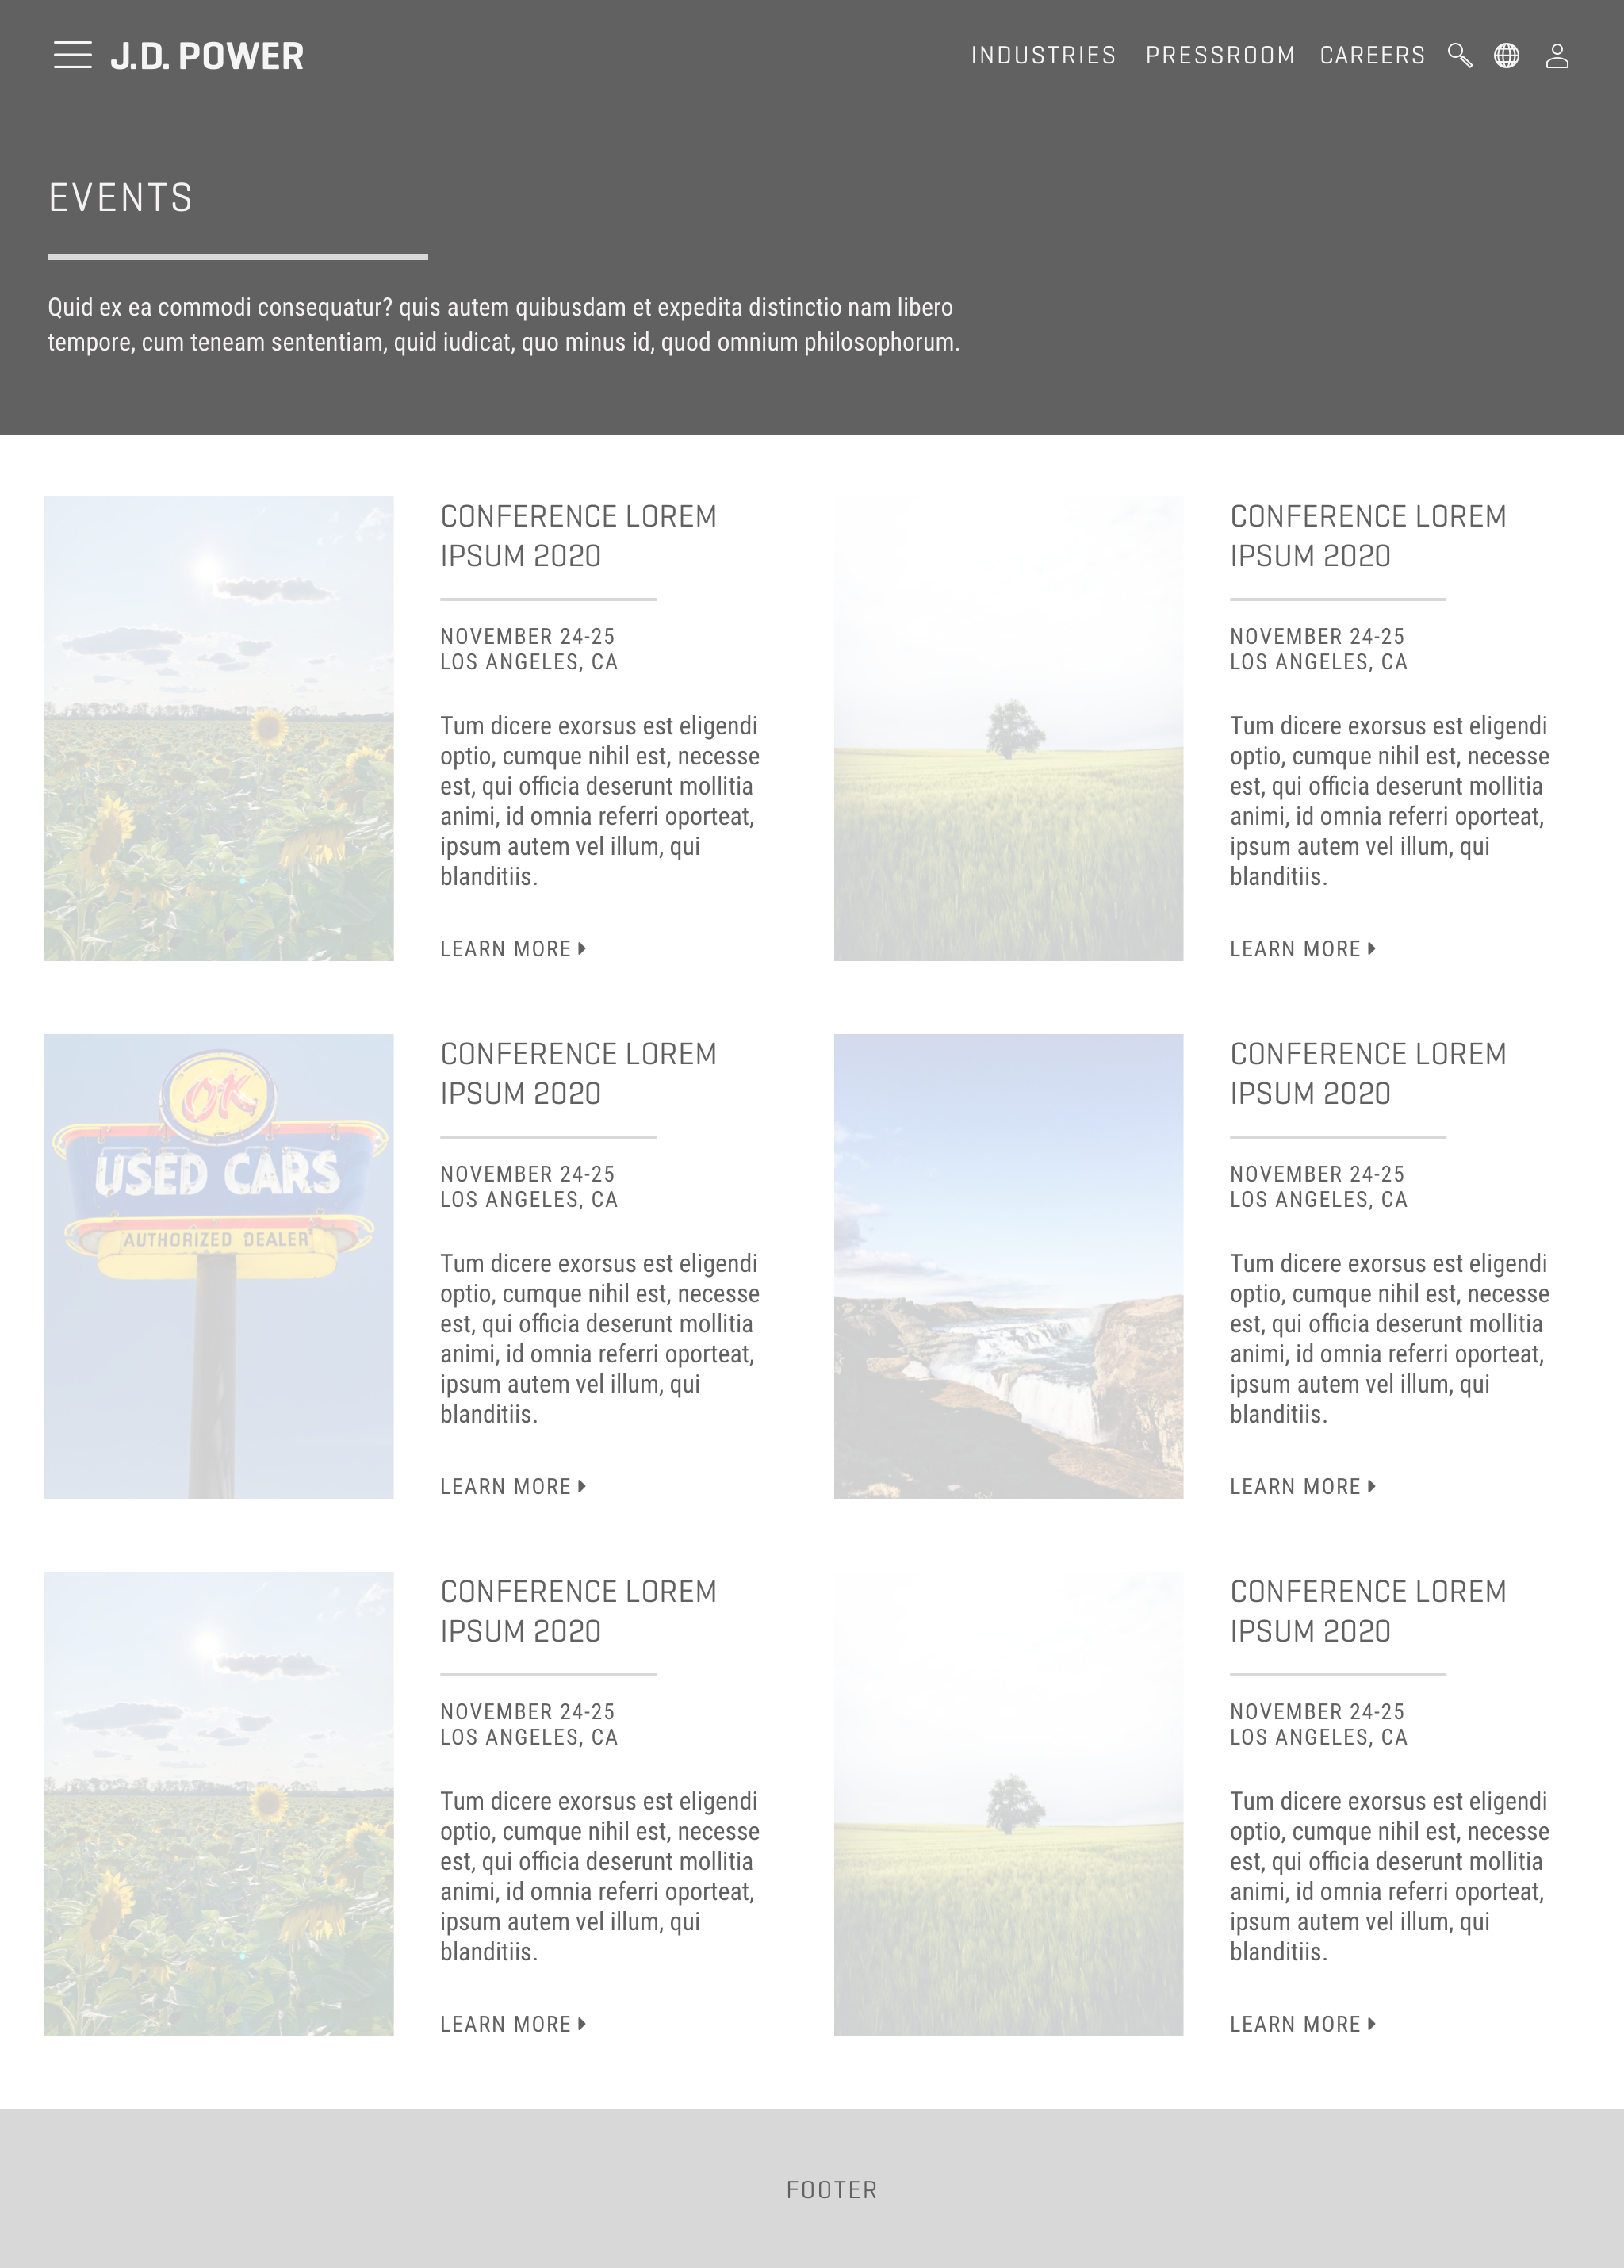 J.D. POWER
INDUSTRIES PRESSROOM CAREERS
EVENTS
Quid ex ea commodi consequatur? quis autem quibusdam et expedita distinctio nam libero
tempore, cum teneam sententiam, quid iudicat, quo minus id, quod omnium philosophorum.
CONFERENCE LOREM
IPSUM 2020
NOVEMBER 24-25
LOS ANGELES, CA
Tum dicere exorsus est eligendi
optio, cumque nihil est, necesse
est, qui officia deserunt mollitia
animi, id omnia referri oporteat,
ipsum autem vel illum, qui
blanditiis.
LEARN MORE
CONFERENCE LOREM
IPSUM 2020
NOVEMBER 24-25
LOS ANGELES, CA
Tum dicere exorsus est eligendi
optio, cumque nihil est, necesse
est, qui officia deserunt mollitia
animi, id omnia referri oporteat,
ipsum autem vel illum, qui
blanditiis.
LEARN MORE
OK
USED CARS
AUTHORIZED DEALER
CONFERENCE LOREM
IPSUM 2020
NOVEMBER 24-25
LOS ANGELES, CA
Tum dicere exorsus est eligendi
optio, cumque nihil est, necesse
est, qui officia deserunt mollitia
animi, id omnia referri oporteat,
ipsum autem vel illum, qui
blanditiis.
LEARN MORE
CONFERENCE LOREM
IPSUM 2020
NOVEMBER 24-25
LOS ANGELES, CA
Tum dicere exorsus est eligendi
optio, cumque nihil est, necesse
est, qui officia deserunt mollitia
animi, id omnia referri oporteat,
ipsum autem vel illum, qui
blanditiis.
LEARN MORE
CONFERENCE LOREM
IPSUM 2020
NOVEMBER 24-25
LOS ANGELES, CA
Tum dicere exorsus est eligendi
optio, cumque nihil est, necesse
est, qui officia deserunt mollitia
animi, id omnia referri oporteat,
ipsum autem vel illum, qui
blanditiis.
LEARN MORE
CONFERENCE LOREM
IPSUM 2020
NOVEMBER 24-25
LOS ANGELES, CA
Tum dicere exorsus est eligendi
optio, cumque nihil est, necesse
est, qui officia deserunt mollitia
animi, id omnia referri oporteat,
ipsum autem vel illum, qui
blanditiis.
LEARN MORE
FOOTER